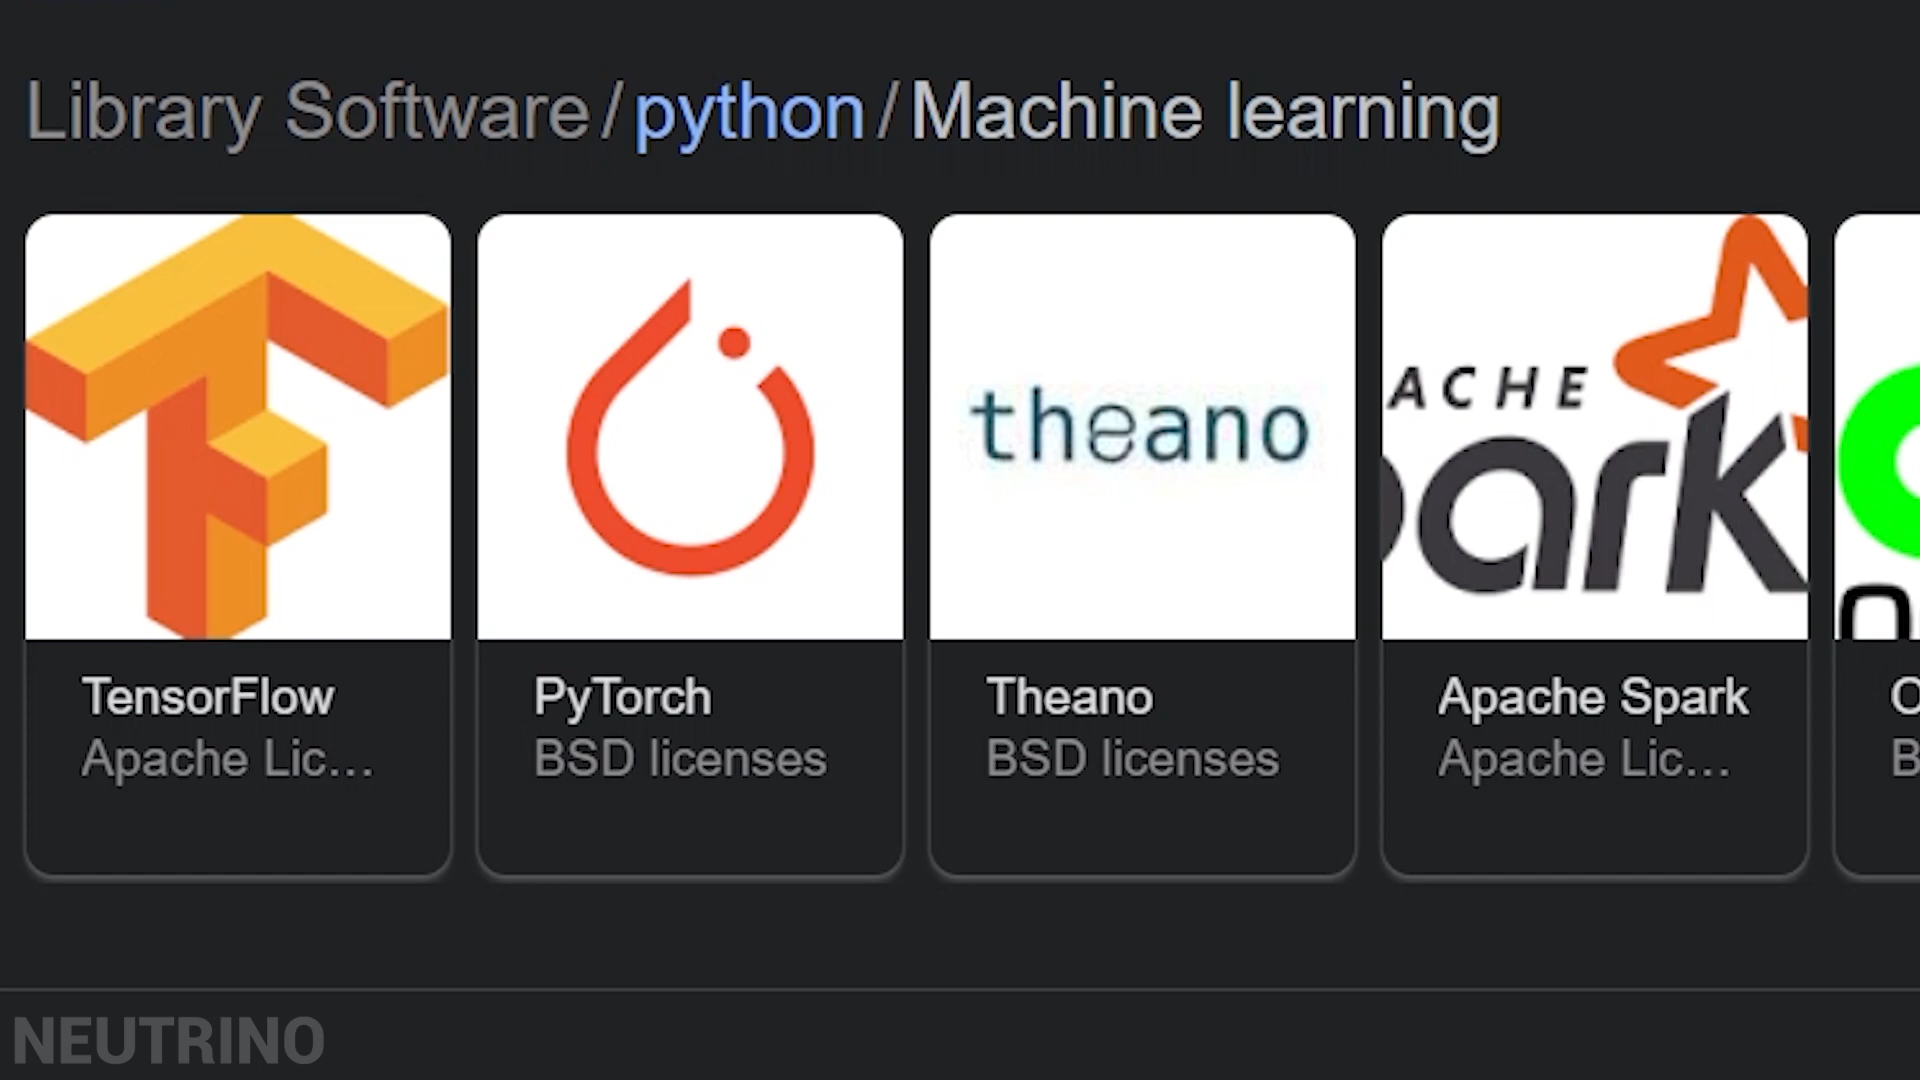 Library Software / python / Machine learning
theano
ACHE
ark
TensorFlow
PyTorch
Theano
Apache Spark
Apache Lic...
BSD licenses
BSD licenses
Apache Lic...
NEUTRINO